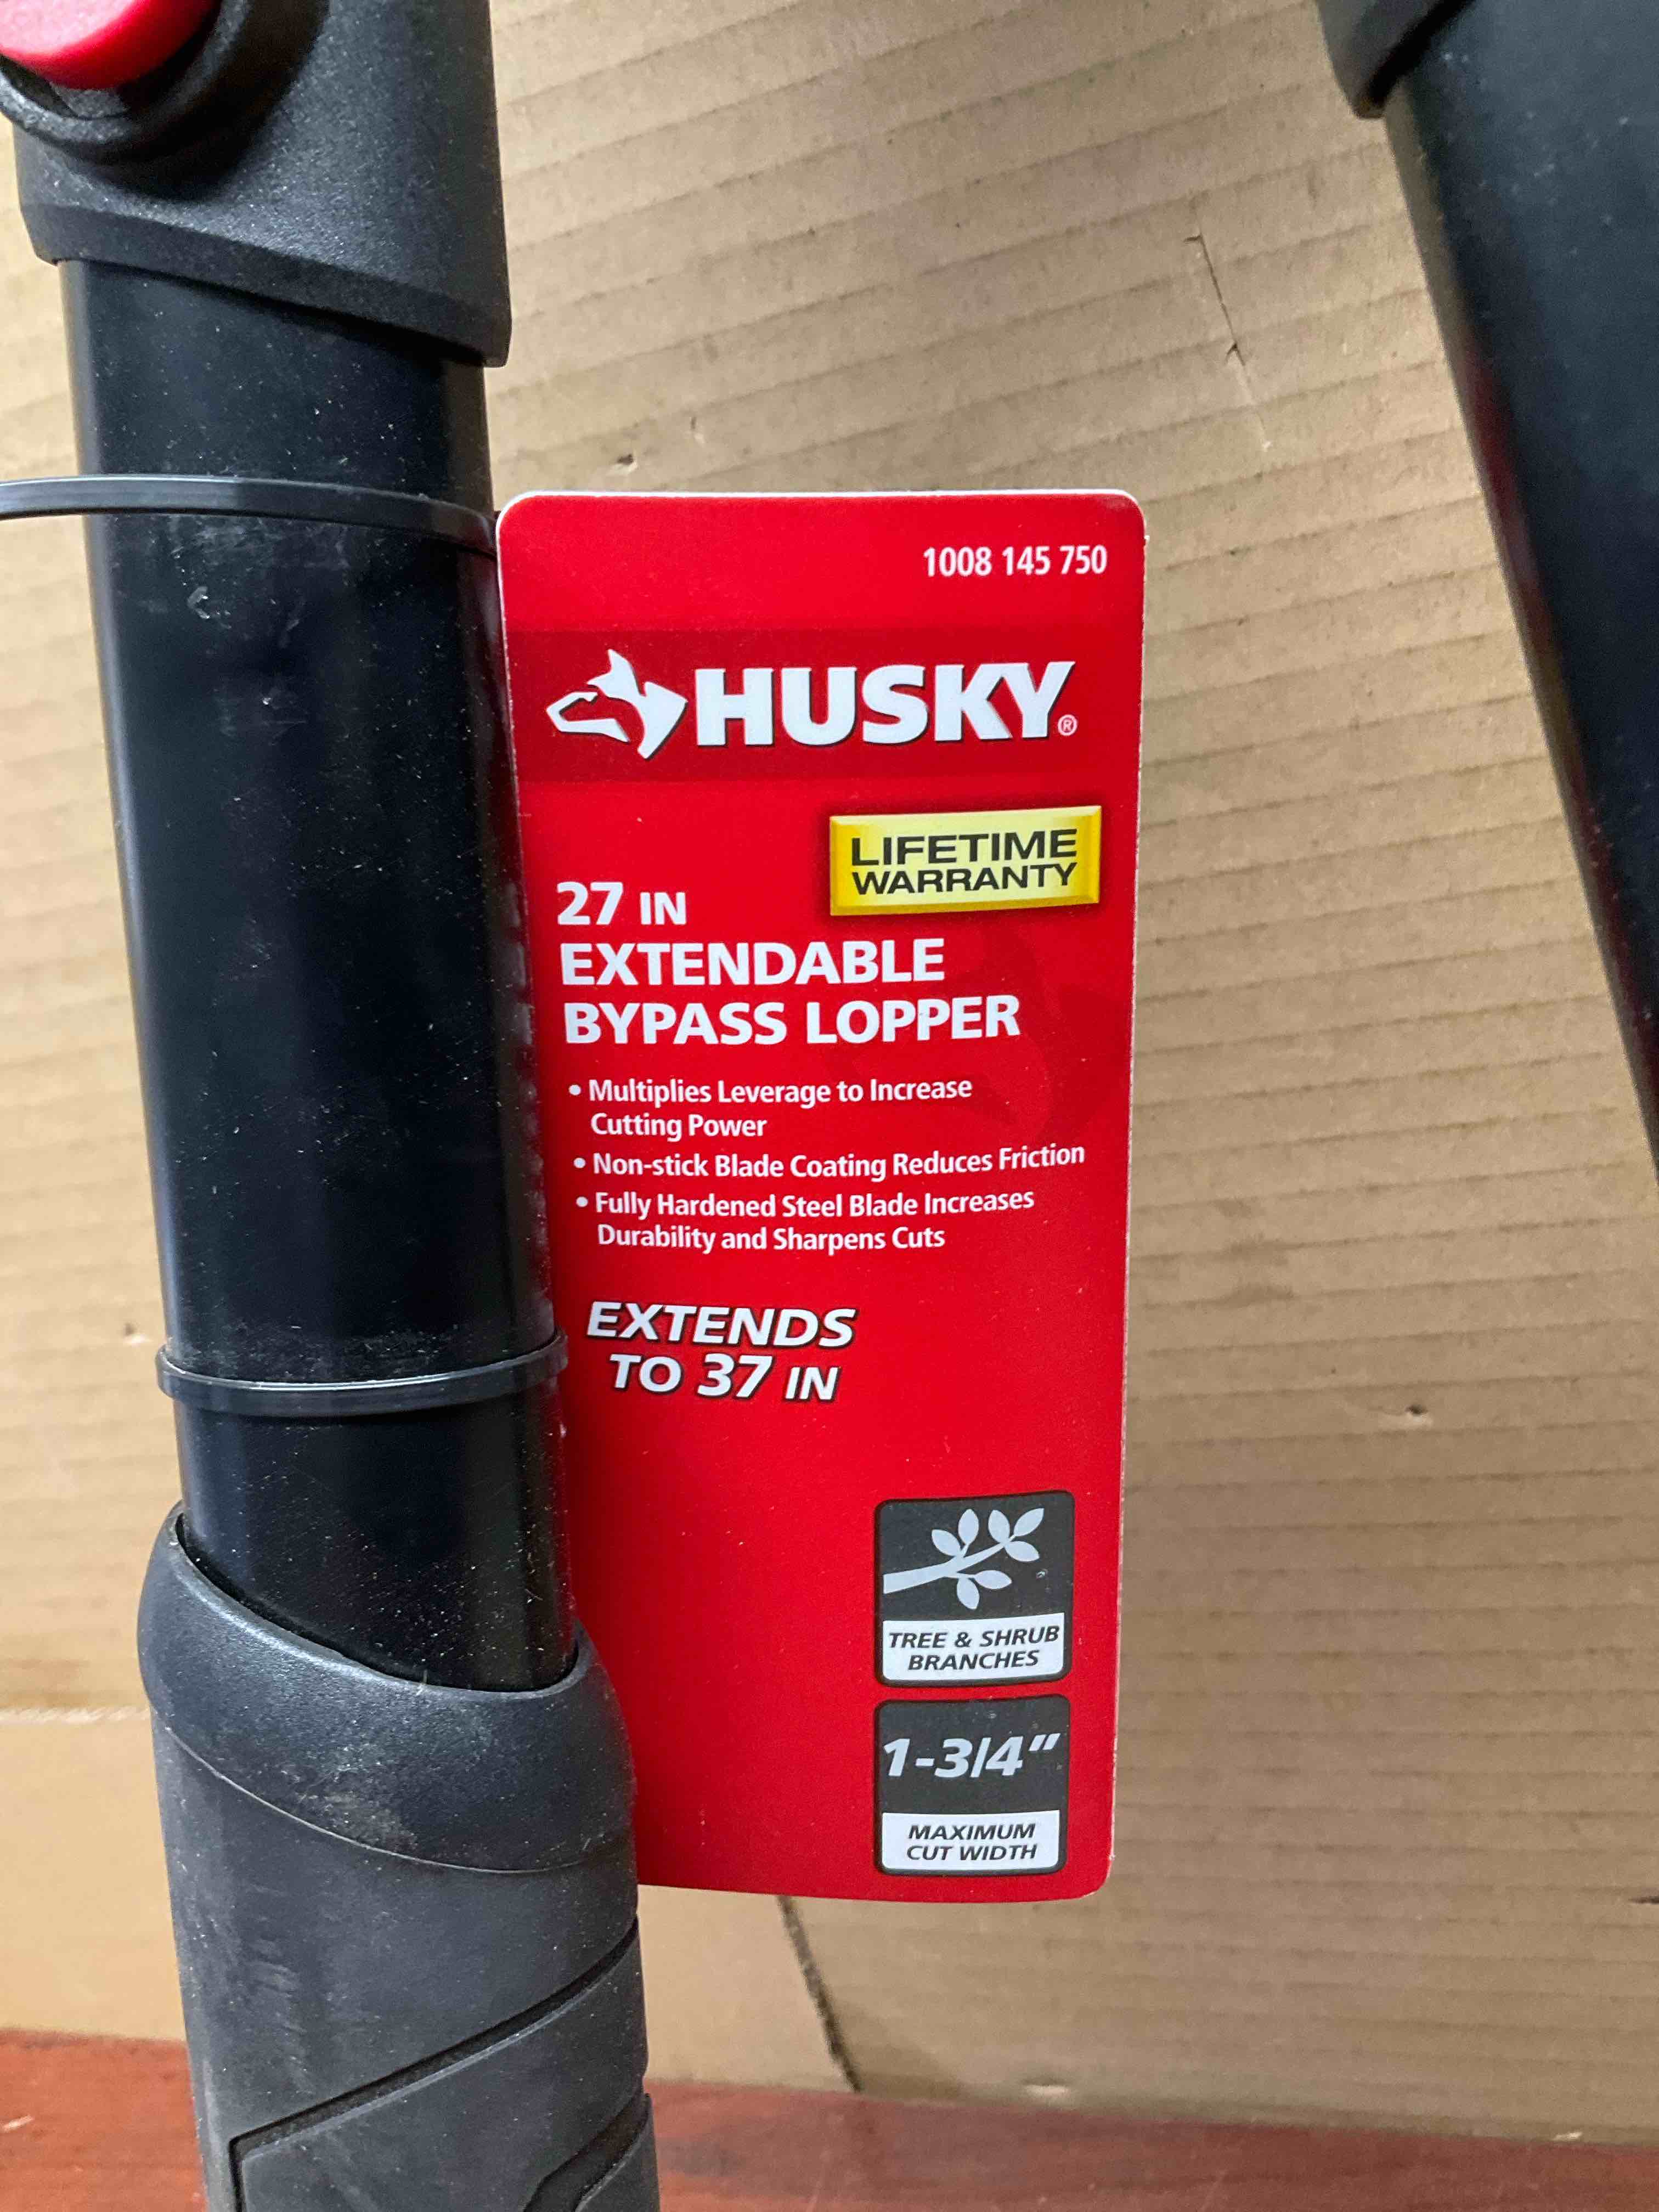 1008 145 750
HUSKY®
LIFETIME
WARRANTY
27 IN
EXTENDABLE
BYPASS LOPPER
• Multiplies Leverage to Increase
Cutting Power
• Non-stick Blade Coating Reduces Friction
• Fully Hardened Steel Blade Increases
Durability and Sharpens Cuts
EXTENDS
TO 37 IN
TREE & SHRUB
BRANCHES
1-3/4"
MAXIMUM
CUT WIDTH